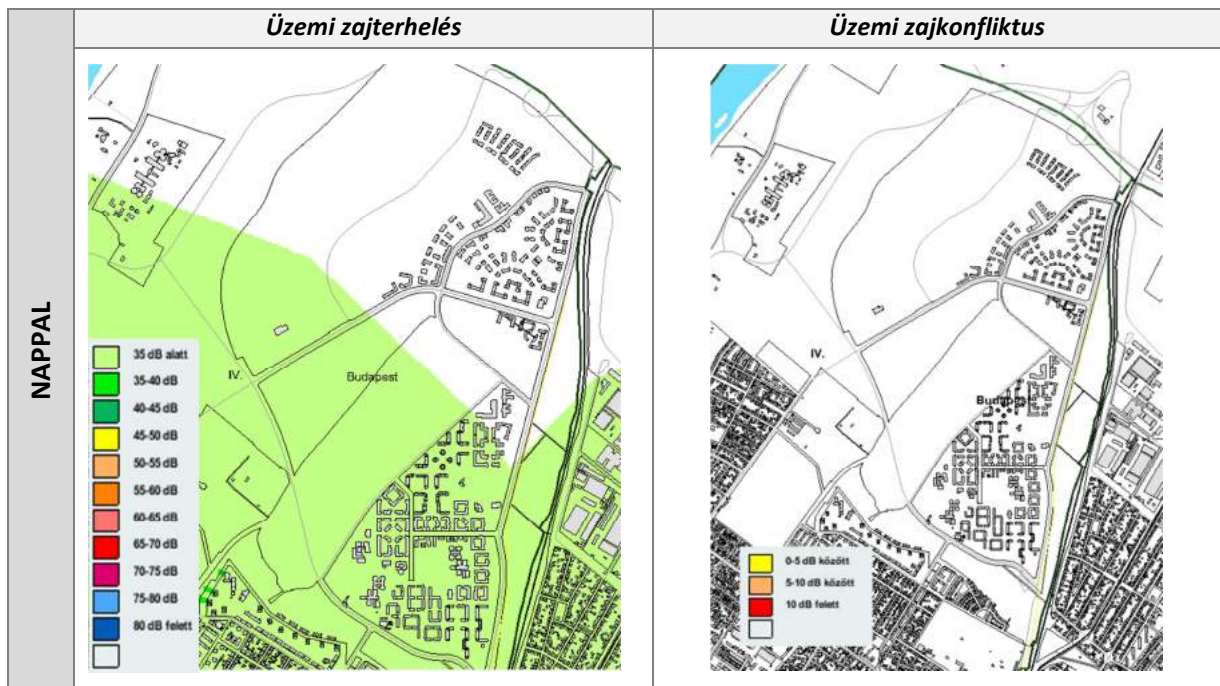 Üzemi zajterhelés
Üzemi zajkonfliktus
NAPPAL
IV.
Budapest
35 dB alatt
35-40 dB
40-45 dB
45-50 dB
50-55 dB
55-60 dB
60-65 dB
65-70 dB
70-75 dB
75-80 dB
80 dB felett
IV.
Budapest
0-5 dB között
5-10 dB között
10 dB felett